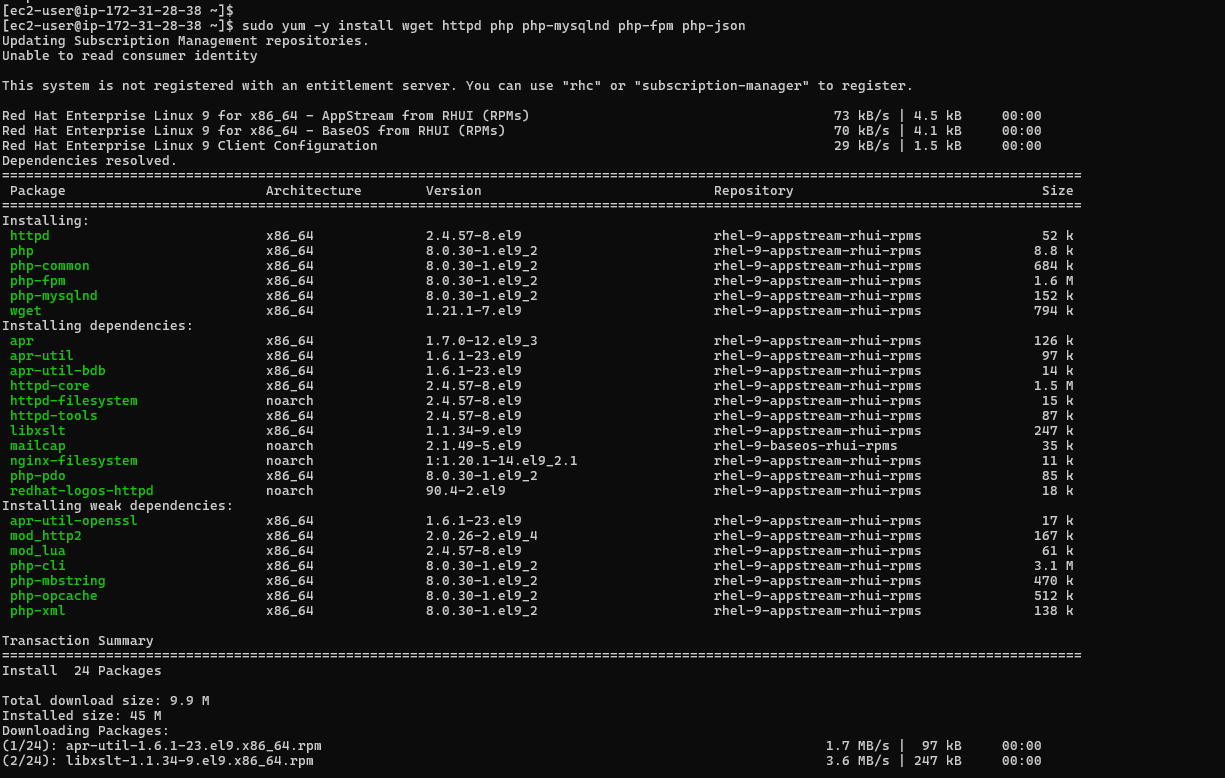 [ec2-user@ip-172-31-28-38 ~]$
[ec2-user@ip-172-31-28-38 ~]$ sudo yum -y install wget httpd php php-mysqlnd php-fpm php-json
Updating Subscription Management repositories.
Unable to read consumer identity

This system is not registered with an entitlement server. You can use "rhc" or "subscription-manager" to register.

Red Hat Enterprise Linux 9 for x86_64 - AppStream from RHUI (RPMs) 73 kB/s | 4.5 kB 00:00
Red Hat Enterprise Linux 9 for x86_64 - BaseOS from RHUI (RPMs) 70 kB/s | 4.1 kB 00:00
Red Hat Enterprise Linux 9 Client Configuration 29 kB/s | 1.5 kB 00:00
Dependencies resolved.
=======================================================================================================================================
Package Architecture Version Repository Size
=======================================================================================================================================
Installing:
httpd x86_64 2.4.57-8.el9 rhel-9-appstream-rhui-rpms 52 k
php x86_64 8.0.30-1.el9_2 rhel-9-appstream-rhui-rpms 8.8 k
php-common x86_64 8.0.30-1.el9_2 rhel-9-appstream-rhui-rpms 684 k
php-fpm x86_64 8.0.30-1.el9_2 rhel-9-appstream-rhui-rpms 1.6 M
php-mysqlnd x86_64 8.0.30-1.el9_2 rhel-9-appstream-rhui-rpms 152 k
wget x86_64 1.21.1-7.el9 rhel-9-appstream-rhui-rpms 794 k
Installing dependencies:
apr x86_64 1.7.0-12.el9_3 rhel-9-appstream-rhui-rpms 126 k
apr-util x86_64 1.6.1-23.el9 rhel-9-appstream-rhui-rpms 97 k
apr-util-bdb x86_64 1.6.1-23.el9 rhel-9-appstream-rhui-rpms 14 k
httpd-core x86_64 2.4.57-8.el9 rhel-9-appstream-rhui-rpms 1.5 M
httpd-filesystem noarch 2.4.57-8.el9 rhel-9-appstream-rhui-rpms 15 k
httpd-tools x86_64 2.4.57-8.el9 rhel-9-appstream-rhui-rpms 87 k
libxslt x86_64 1.1.34-9.el9 rhel-9-appstream-rhui-rpms 247 k
mailcap noarch 2.1.49-5.el9 rhel-9-baseos-rhui-rpms 35 k
nginx-filesystem noarch 1:1.20.1-14.el9_2.1 rhel-9-appstream-rhui-rpms 11 k
php-pdo x86_64 8.0.30-1.el9_2 rhel-9-appstream-rhui-rpms 85 k
redhat-logos-httpd noarch 90.4-2.el9 rhel-9-appstream-rhui-rpms 18 k
Installing weak dependencies:
apr-util-openssl x86_64 1.6.1-23.el9 rhel-9-appstream-rhui-rpms 17 k
mod_http2 x86_64 2.0.26-2.el9_4 rhel-9-appstream-rhui-rpms 167 k
mod_lua x86_64 2.4.57-8.el9 rhel-9-appstream-rhui-rpms 61 k
php-cli x86_64 8.0.30-1.el9_2 rhel-9-appstream-rhui-rpms 3.1 M
php-mbstring x86_64 8.0.30-1.el9_2 rhel-9-appstream-rhui-rpms 470 k
php-opcache x86_64 8.0.30-1.el9_2 rhel-9-appstream-rhui-rpms 512 k
php-xml x86_64 8.0.30-1.el9_2 rhel-9-appstream-rhui-rpms 138 k

Transaction Summary
=======================================================================================================================================
Install 24 Packages

Total download size: 9.9 M
Installed size: 45 M
Downloading Packages:
(1/24): apr-util-1.6.1-23.el9.x86_64.rpm 1.7 MB/s | 97 kB 00:00
(2/24): libxslt-1.1.34-9.el9.x86_64.rpm 3.6 MB/s | 247 kB 00:00